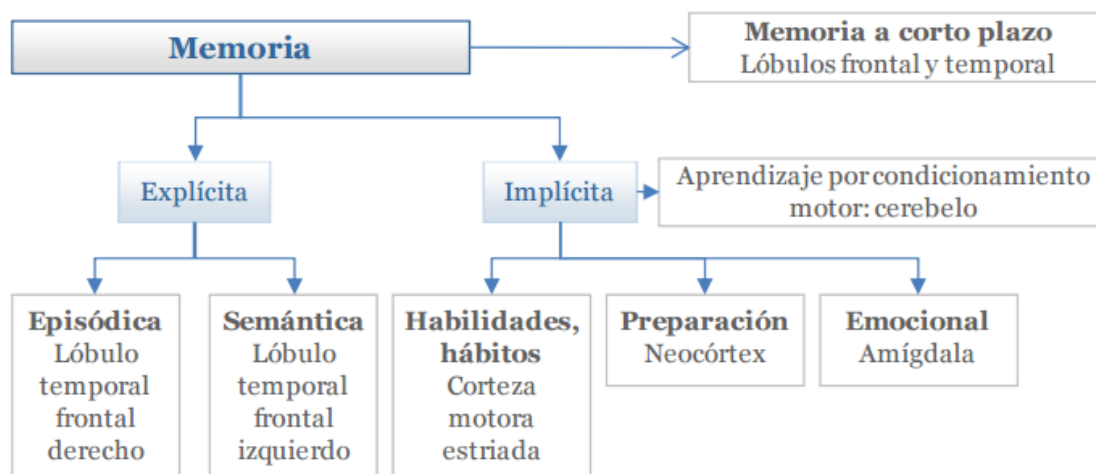 Memoria
Memoria a corto plazo
Lóbulos frontal y temporal
Explícita
Implícita
Aprendizaje por condicionamiento
motor: cerebelo
Episódica
Lóbulo
temporal
frontal
derecho
Semántica
Lóbulo
temporal
frontal
izquierdo
Habilidades,
hábitos
Corteza
motora
estriada
Preparación
Neocórtex
Emocional
Amígdala